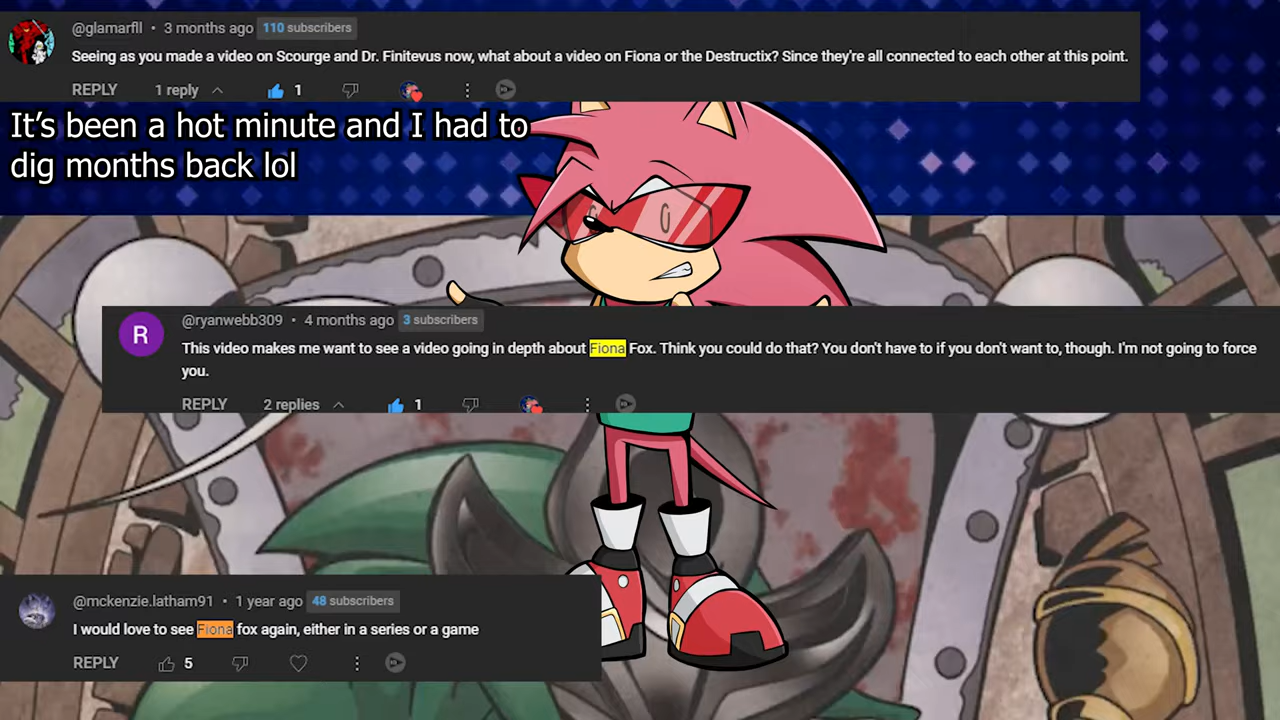 @glamarfll • 3 months ago 110 subscribers
Seeing as you made a video on Scourge and Dr. Finitevus now, what about a video on Fiona or the Destructix? Since they're all connected to each other at this point.
REPLY 1 reply 1
It's been a hot minute and I had to
dig months back lol
R @ryanwebb309 • 4 months ago 3 subscribers
This video makes me want to see a video going in depth about Fiona Fox. Think you could do that? You don't have to if you don't want to, though. I'm not going to force
you.
REPLY 2 replies 1
@mckenzie.latham91 • 1 year ago 48 subscribers
I would love to see Fiona fox again, either in a series or a game
REPLY 5